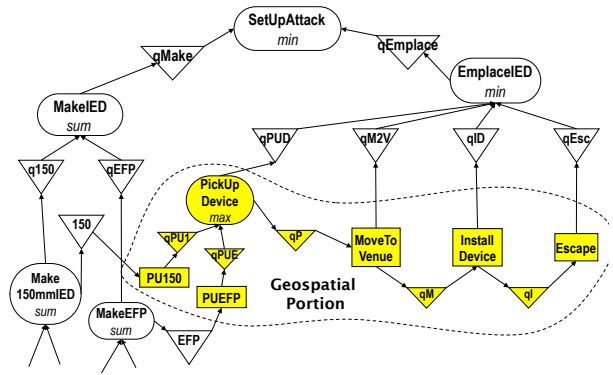 SetUpAttack
min
qMake
qEmplace
EmplaceIED
min
MakeIED
sum
qPUD
qM2V
qID
qEsc
q150
qEFP
PickUp
Device
max
150
qPU1
qPUE
qP
MoveTo
Venue
Install
Device
Escape
PU150
Make
150mmIED
sum
PUEFP
Geospatial
Portion
qM
qI
MakeEFP
sum
EFP